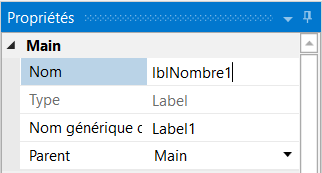 Propriétés
Main
Nom lblNombre1
Type Label
Nom générique d Label1
Parent Main